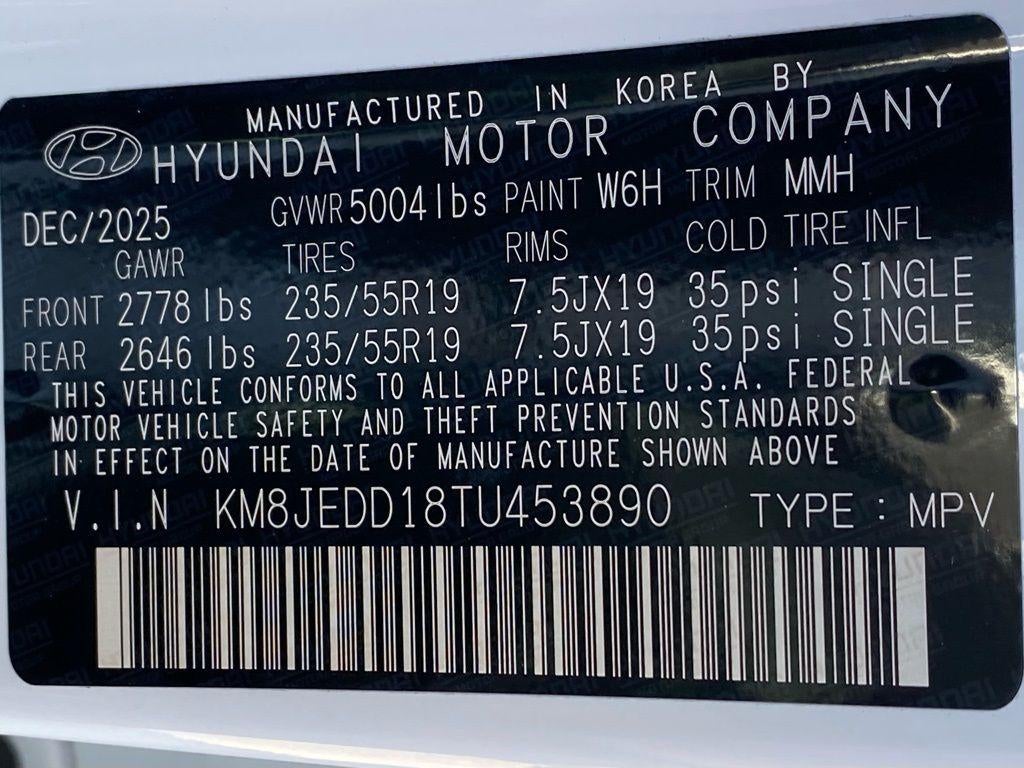 MANUFACTURED IN KOREA BY
HYUNDAI MOTOR COMPANY
DEC/2025 GVWR 5004 lbs PAINT W6H TRIM MMH
GAWR TIRES RIMS COLD TIRE INFL
FRONT 2778 lbs 235/55R19 7.5JX19 35psi SINGLE
REAR 2646 lbs 235/55R19 7.5JX19 35psi SINGLE
THIS VEHICLE CONFORMS TO ALL APPLICABLE U.S.A. FEDERAL
MOTOR VEHICLE SAFETY AND THEFT PREVENTION STANDARDS
IN EFFECT ON THE DATE OF MANUFACTURE SHOWN ABOVE
V.I.N KM8JEDD18TU453890 TYPE : MPV